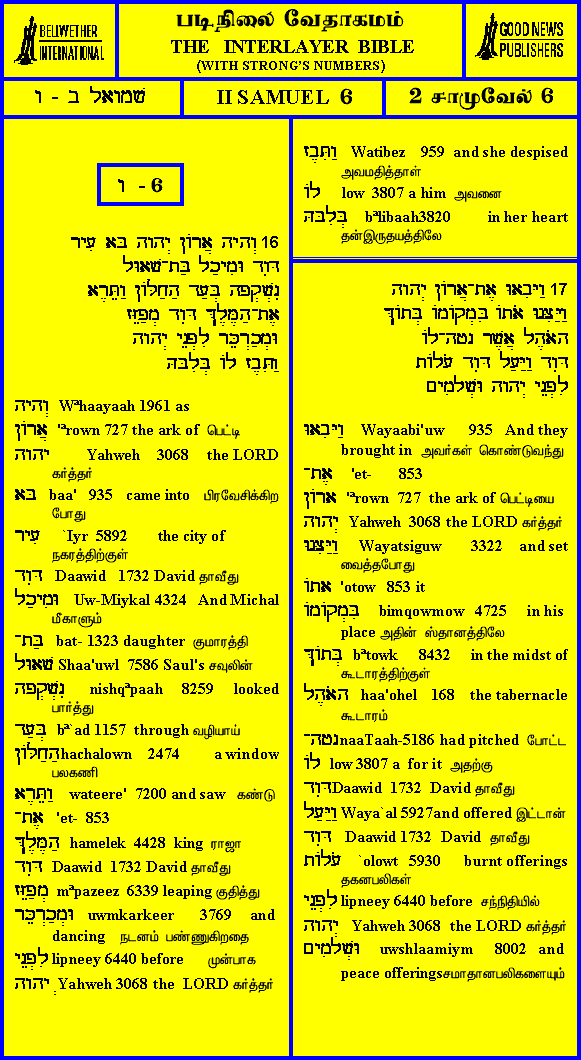 BELLWETHER
INTERNATIONAL
படிநிலை வேதாகமம்
THE INTERLAYER BIBLE
(WITH STRONG'S NUMBERS)
GOOD NEWS
PUBLISHERS
שמואל ב - ו
II SAMUEL 6
2 சாமுவேல் 6
ו - 6
16 וְהָיָה אֲרוֹן יְהוָה בָּא עִיר
דָּוִד וּמִיכַל בַּת־שָׁאוּל
נִשְׁקְפָה בְּעַד הַחַלּוֹן וַתֵּרֶא
אֶת־הַמֶּלֶךְ דָּוִד מְפַזֵּז
וּמְכַרְכֵּר לִפְנֵי יְהוָה
וַתִּבֶז לוֹ בְּלִבָּהּ
וְהָיָה Wªhaayaah 1961 as
אֲרוֹן 'ªrown 727 the ark of பெட்டி
יהוה Yahweh 3068 the LORD
கர்த்தர்
בָּא baa' 935 came into பிரவேசிக்கிற
போது
עִיר `Iyr 5892 the city of
நகரத்திற்குள்
דָּוִד Daawid 1732 David தாவீது
וּמִיכַל Uw-Miykal 4324 And Michal
மீகாளும்
בַּת־ bat- 1323 daughter குமாரத்தி
שָׁאוּל Shaa'uwl 7586 Saul's சவுலின்
נִשְׁקְפָה nishqªpaah 8259 looked
பார்த்து
בְּעַד bª`ad 1157 through வழியாய்
הַחַלּוֹן hachalown 2474 a window
பலகணி
וַתֵּרֶא wateere' 7200 and saw கண்டு
אֶת־ 'et- 853
הַמֶּלֶךְ hamelek 4428 king ராஜா
דָּוִד Daawid 1732 David தாவீது
מְפַזֵּז mªpazeez 6339 leaping குதித்து
וּמְכַרְכֵּר uwmkarkeer 3769 and
dancing நடனம் பண்ணுகிறதை
לִפְנֵי lipneey 6440 before முன்பாக
יְהוָה Yahweh 3068 the LORD கர்த்தர்
וַתִּבֶז Watibez 959 and she despised
அவமதித்தாள்
לוֹ low 3807 a him அவனை
בְּלִבָּהּ bªlibaah3820 in her heart
தன்இருதயத்திலே
17 וַיָּבִאוּ אֶת־אֲרוֹן יְהוָה
וַיַּצִּגוּ אֹתוֹ בִּמְקוֹמוֹ בְּתוֹךְ
הָאֹהֶל אֲשֶׁר נָטָה־לוֹ
דָּוִד וַיַּעַל דָּוִד עֹלוֹת
לִפְנֵי יְהוָה וּשְׁלָמִים
וַיָּבִאוּ Wayaabi'uw 935 And they
brought in அவர்கள் கொண்டுவந்து
אֶת־ 'et- 853
אֲרוֹן 'ªrown 727 the ark of பெட்டியை
יְהוָה Yahweh 3068 the LORD கர்த்தர்
וַיַּצִּגוּ Wayatsiguw 3322 and set
வைத்தபோது
אֹתוֹ 'otow 853 it
בִּמְקוֹמוֹ bimqowmow 4725 in his
place அதின் ஸ்தானத்திலே
בְּתוֹךְ bªtowk 8432 in the midst of
கூடாரத்திற்குள்
הָאֹהֶל haa'ohel 168 the tabernacle
கூடாரம்
נָטָה־naaTaah-5186 had pitched போட்ட
לוֹ low 3807 a for it அதற்கு
דָּוִדDaawid 1732 David தாவீது
וַיַּעַל Waya`al 5927and offered இட்டான்
דָּוִד Daawid 1732 David தாவீது
עֹלוֹת `olowt 5930 burnt offerings
தகனபலிகள்
לִפְנֵי lipneey 6440 before சந்நிதியில்
יְהוָה Yahweh 3068 the LORD கர்த்தர்
וּשְׁלָמִים uwshlaamiym 8002 and
peace offeringsசமாதானபலிகளையும்